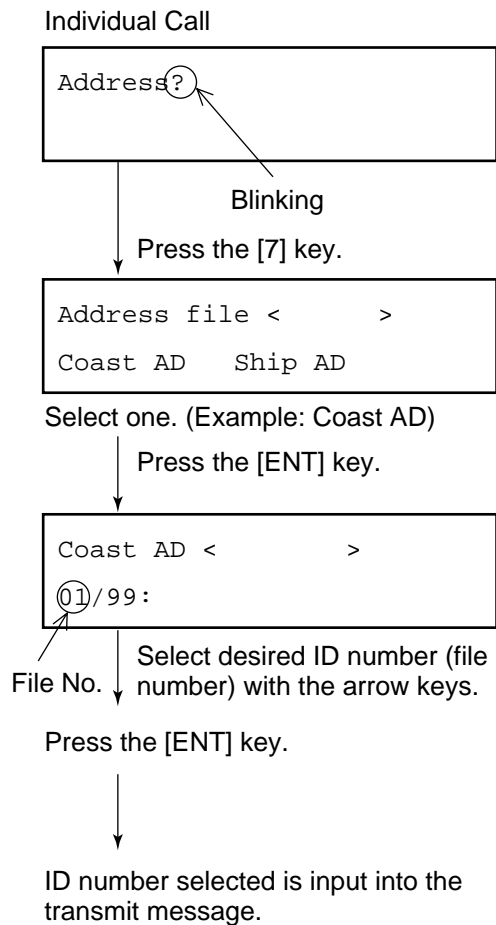 Individual Call
Address?
Blinking
Press the [7] key.
Address file <       >
Coast AD   Ship AD
Select one. (Example: Coast AD)
Press the [ENT] key.
Coast AD <         >
01/99:
File No.
Select desired ID number (file
number) with the arrow keys.
Press the [ENT] key.
ID number selected is input into the
transmit message.